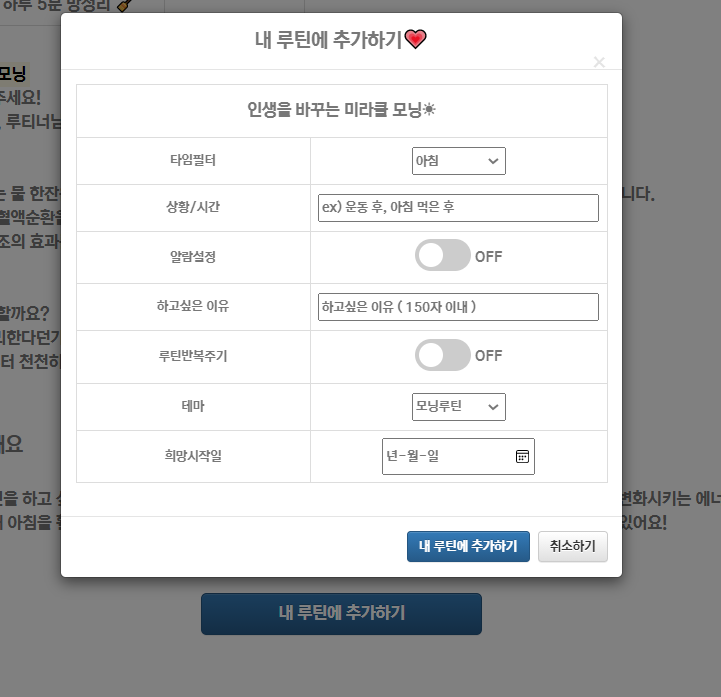 하루 5분 명상리
내 루틴에 추가하기
×
모닝
주세요!
루티너님
인생을 바꾸는 미라클 모닝☀
타임필터 아침
는 물 한잔 니다.
상황/시간 ex) 운동 후, 아침 먹은 후
혈액순환을
조의 효과
알람설정 OFF
하고싶은 이유 하고싶은 이유 ( 150자 이내 )
할까요?
리한다던가
루틴반복주기 OFF
터 천천히
테마 모닝루틴
희망시작일 년-월-일
요
을 하고 변화시키는 에너
아침을 있어요!
내 루틴에 추가하기 취소하기
내 루틴에 추가하기